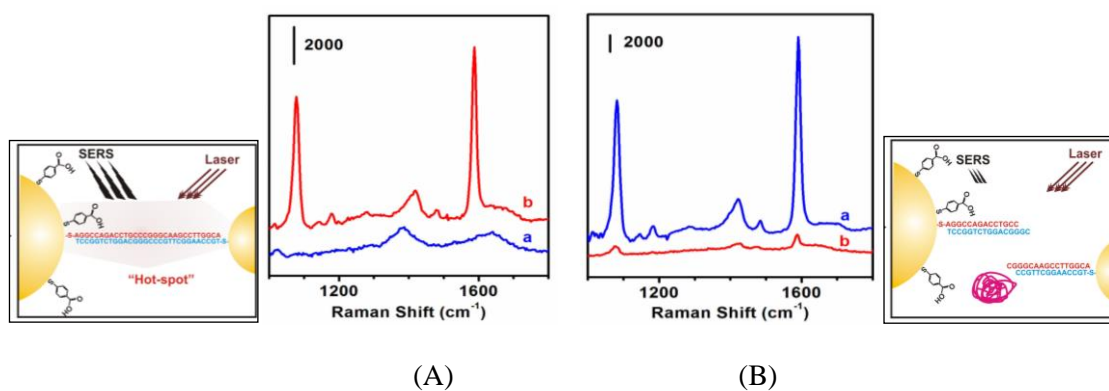 SERS
Laser
-S-AGGCCAGACCTGCCCGGGCAAGCCTTGGCA
TCCGGTCTGGACGGGCCCGTTCGGAACCGT-S-
“Hot-spot”
2000
b
a
1200 1600
Raman Shift (cm⁻¹)
2000
a
b
1200 1600
Raman Shift (cm⁻¹)
SERS
Laser
-S-AGGCCAGACCTGCC
TCCGGTCTGGACGGGC
CGGGCAAGCCTTGGCA
CCGTTCGGAACCGT-S-
(A) (B)